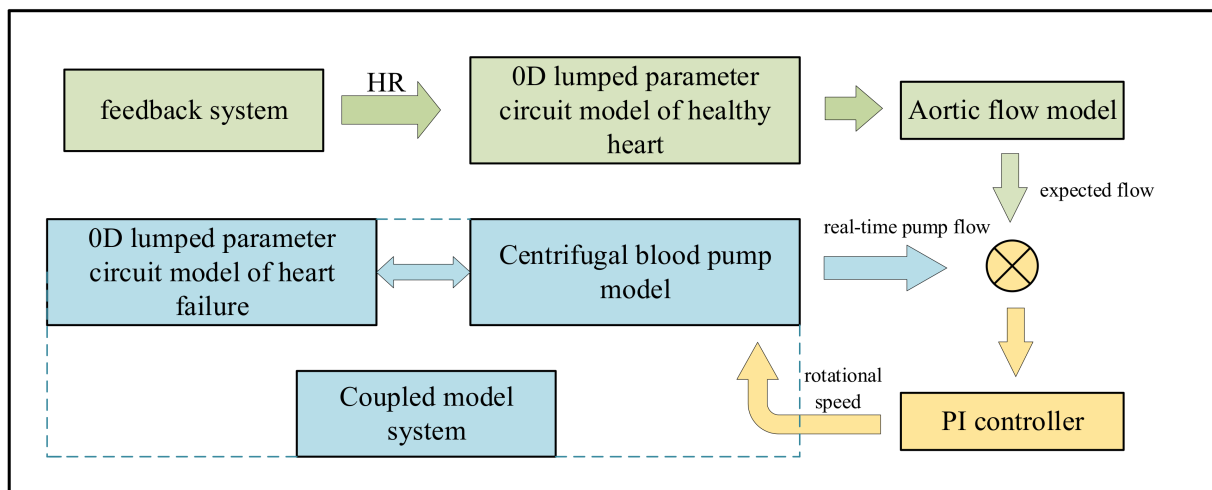 feedback system
HR
0D lumped parameter
circuit model of healthy
heart
Aortic flow model
expected flow
0D lumped parameter
circuit model of heart
failure
Centrifugal blood pump
model
real-time pump flow
Coupled model
system
rotational
speed
PI controller